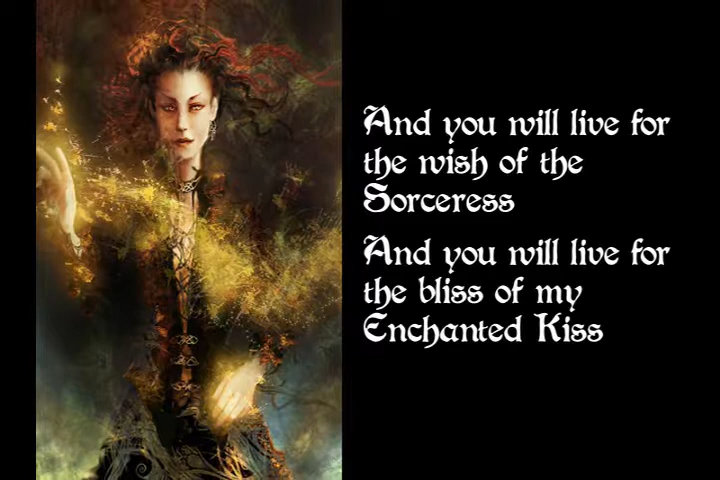 And you will live for
the wish of the
Sorceress
And you will live for
the bliss of my
Enchanted Kiss